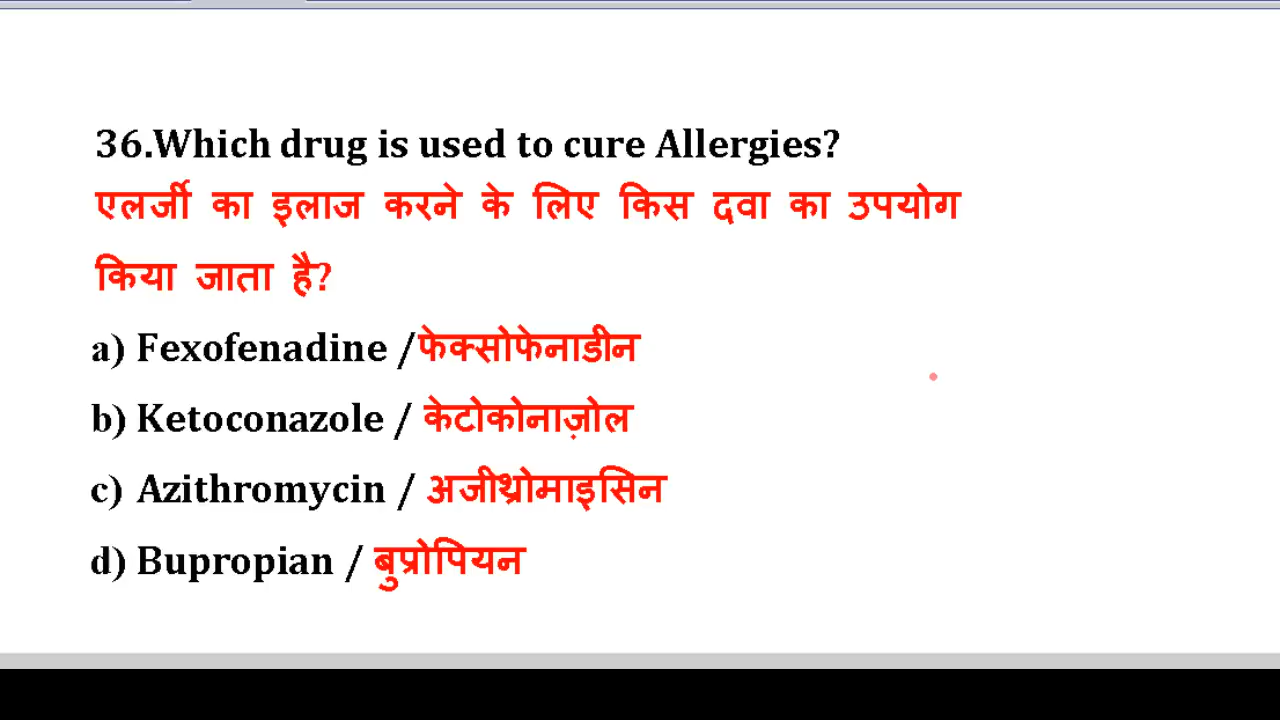 36.Which drug is used to cure Allergies?
एलर्जी का इलाज करने के लिए किस दवा का उपयोग
किया जाता है?
a) Fexofenadine /फेक्सोफेनाडीन
b) Ketoconazole / केटोकोनाज़ोल
c) Azithromycin / अजीथ्रोमाइसिन
d) Bupropian / बुप्रोपियन